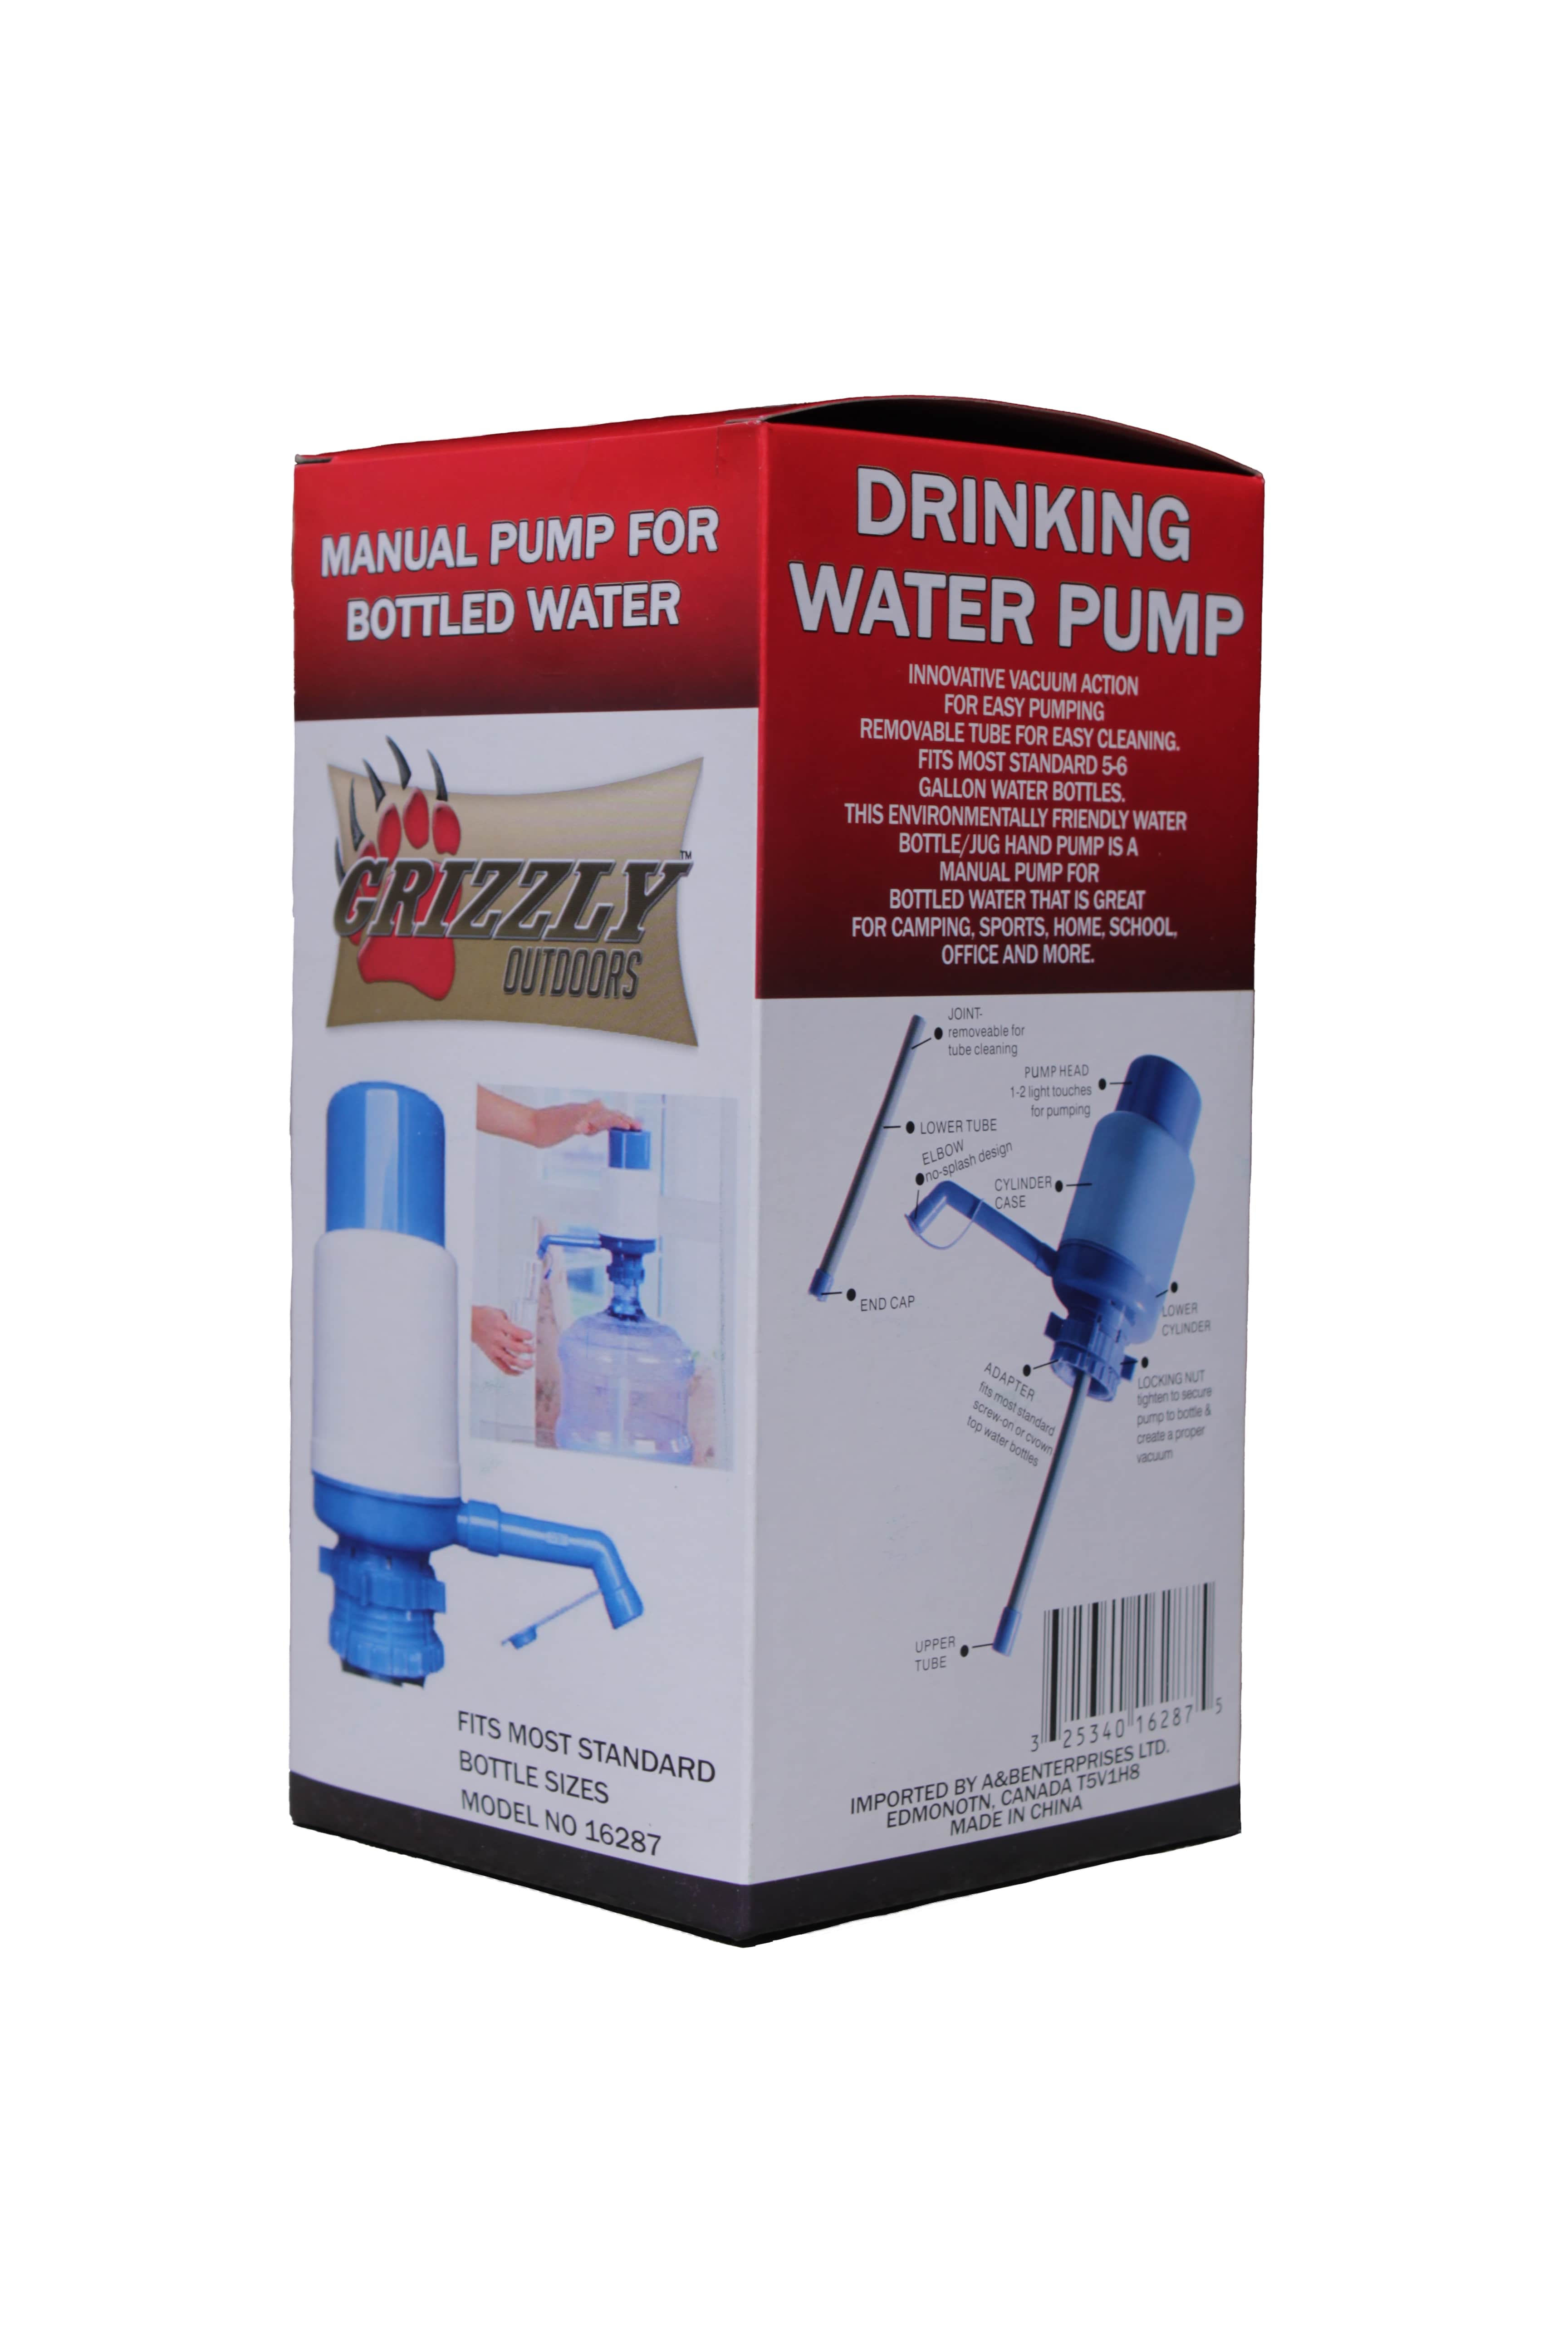 MANUAL PUMP FOR
BOTTLED WATER
GRIZZLY™
OUTDOORS
FITS MOST STANDARD
BOTTLE SIZES
MODEL NO 16287
DRINKING
WATER PUMP
INNOVATIVE VACUUM ACTION
FOR EASY PUMPING
REMOVABLE TUBE FOR EASY CLEANING.
FITS MOST STANDARD 5-6
GALLON WATER BOTTLES.
THIS ENVIRONMENTALLY FRIENDLY WATER
BOTTLE/JUG HAND PUMP IS A
MANUAL PUMP FOR
BOTTLED WATER THAT IS GREAT
FOR CAMPING, SPORTS, HOME, SCHOOL,
OFFICE AND MORE.
JOINT-
removeable for
tube cleaning
PUMP HEAD
1-2 light touches
for pumping
LOWER TUBE
ELBOW
no-splash design
CYLINDER
CASE
END CAP
LOWER
CYLINDER
ADAPTER
fits most standard
screw-on or cvown
top water bottles
LOCKING NUT
tighten to secure
pump to bottle &
create a proper
vacuum
UPPER
TUBE
3 25340 16287 5
IMPORTED BY A&BENTERPRISES LTD.
EDMONOTN, CANADA T5V1H8
MADE IN CHINA